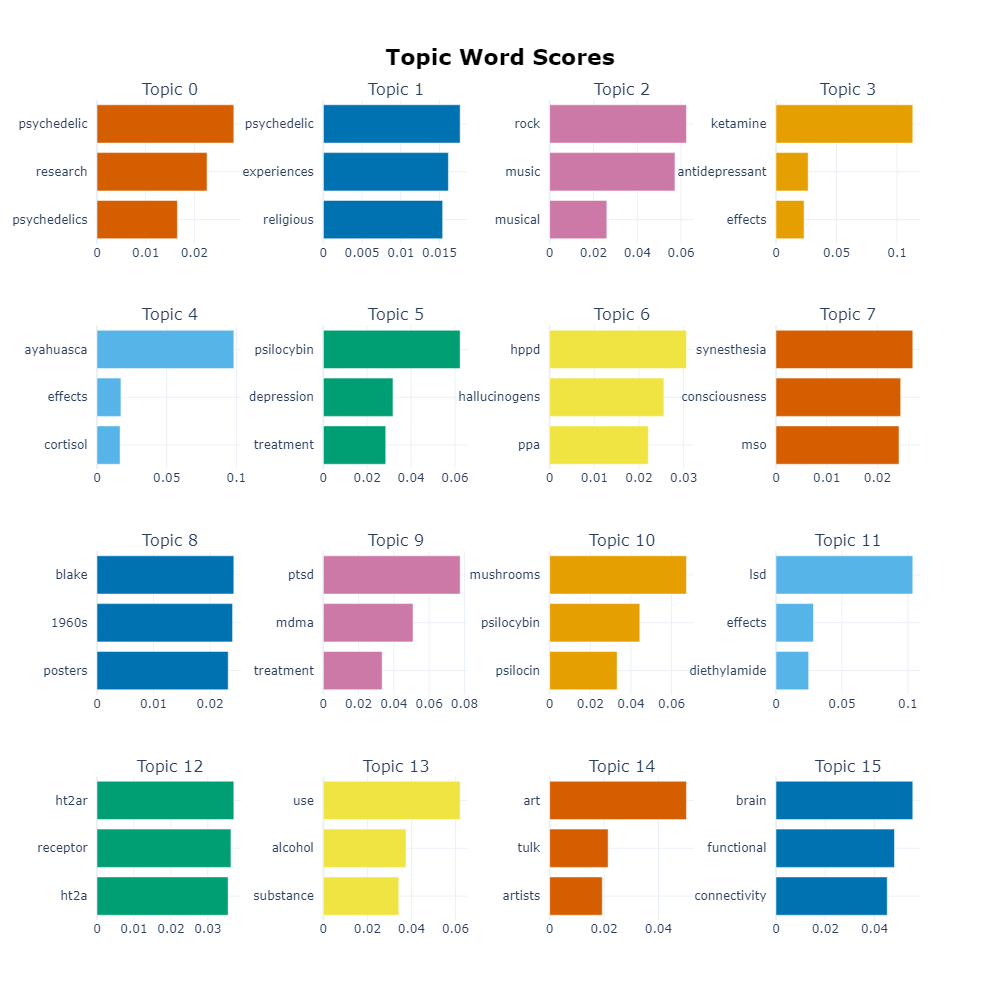 Topic Word Scores
Topic 0
psychedelic
research
psychedelics
0 0.01 0.02
Topic 1
psychedelic
experiences
religious
0 0.005 0.01 0.015
Topic 2
rock
music
musical
0 0.02 0.04 0.06
Topic 3
ketamine
antidepressant
effects
0 0.05 0.1
Topic 4
ayahuasca
effects
cortisol
0 0.05 0.1
Topic 5
psilocybin
depression
treatment
0 0.02 0.04 0.06
Topic 6
hppd
hallucinogens
ppa
0 0.01 0.02 0.03
Topic 7
synesthesia
consciousness
mso
0 0.01 0.02
Topic 8
blake
1960s
posters
0 0.01 0.02
Topic 9
ptsd
mdma
treatment
0 0.02 0.04 0.06 0.08
Topic 10
mushrooms
psilocybin
psilocin
0 0.02 0.04 0.06
Topic 11
lsd
effects
diethylamide
0 0.05 0.1
Topic 12
ht2ar
receptor
ht2a
0 0.01 0.02 0.03
Topic 13
use
alcohol
substance
0 0.02 0.04 0.06
Topic 14
art
tulk
artists
0 0.02 0.04
Topic 15
brain
functional
connectivity
0 0.02 0.04